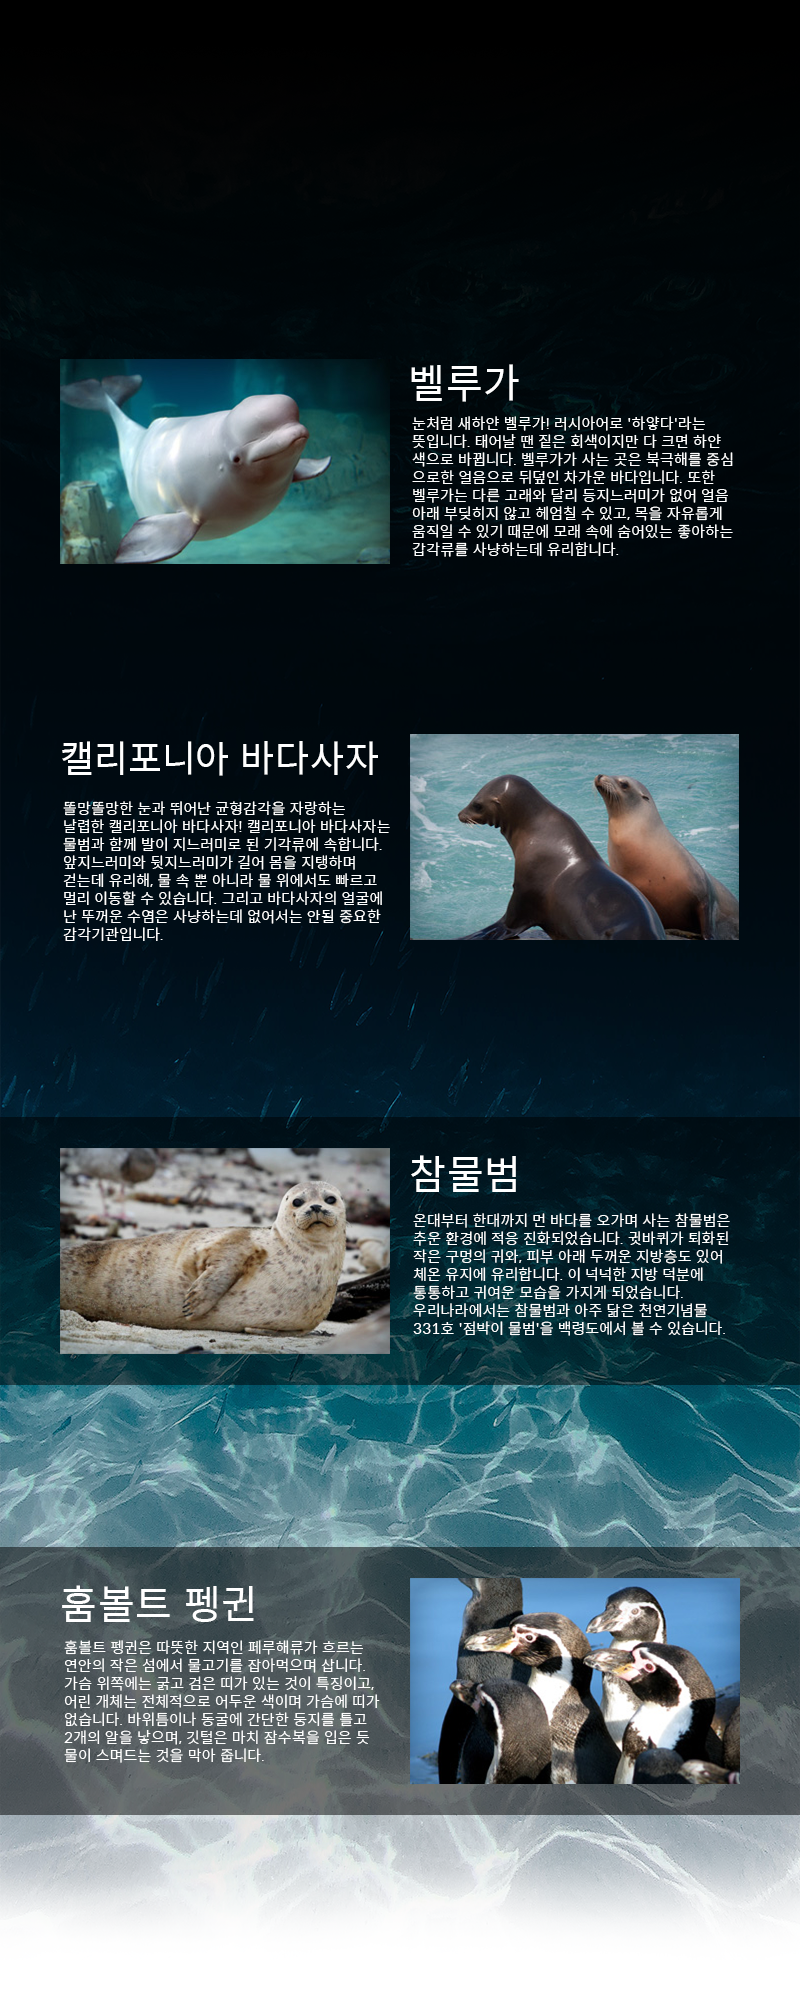 벨루가
눈처럼 새하얀 벨루가! 러시아어로 '하얗다'라는
뜻입니다. 태어날 땐 짙은 회색이지만 다 크면 하얀
색으로 바뀝니다. 벨루가가 사는 곳은 북극해를 중심
으로한 얼음으로 뒤덮인 차가운 바다입니다. 또한
벨루가는 다른 고래와 달리 등지느러미가 없어 얼음
아래 부딪히지 않고 헤엄칠 수 있고, 목을 자유롭게
움직일 수 있기 때문에 모래 속에 숨어있는 좋아하는
갑각류를 사냥하는데 유리합니다.
캘리포니아 바다사자
똘망똘망한 눈과 뛰어난 균형감각을 자랑하는
날렵한 캘리포니아 바다사자! 캘리포니아 바다사자는
물범과 함께 발이 지느러미로 된 기각류에 속합니다.
앞지느러미와 뒷지느러미가 길어 몸을 지탱하며
걷는데 유리해, 물 속 뿐 아니라 물 위에서도 빠르고
멀리 이동할 수 있습니다. 그리고 바다사자의 얼굴에
난 뚜꺼운 수염은 사냥하는데 없어서는 안될 중요한
감각기관입니다.
참물범
온대부터 한대까지 먼 바다를 오가며 사는 참물범은
추운 환경에 적응 진화되었습니다. 귓바퀴가 퇴화된
작은 구멍의 귀와, 피부 아래 두꺼운 지방층도 있어
체온 유지에 유리합니다. 이 넉넉한 지방 덕분에
통통하고 귀여운 모습을 가지게 되었습니다.
우리나라에서는 참물범과 아주 닮은 천연기념물
331호 '점박이 물범'을 백령도에서 볼 수 있습니다.
훔볼트 펭귄
훔볼트 펭귄은 따뜻한 지역인 페루해류가 흐르는
연안의 작은 섬에서 물고기를 잡아먹으며 삽니다.
가슴 위쪽에는 굵고 검은 띠가 있는 것이 특징이고,
어린 개체는 전체적으로 어두운 색이며 가슴에 띠가
없습니다. 바위틈이나 동굴에 간단한 둥지를 틀고
2개의 알을 낳으며, 깃털은 마치 잠수복을 입은 듯
물이 스며드는 것을 막아 줍니다.